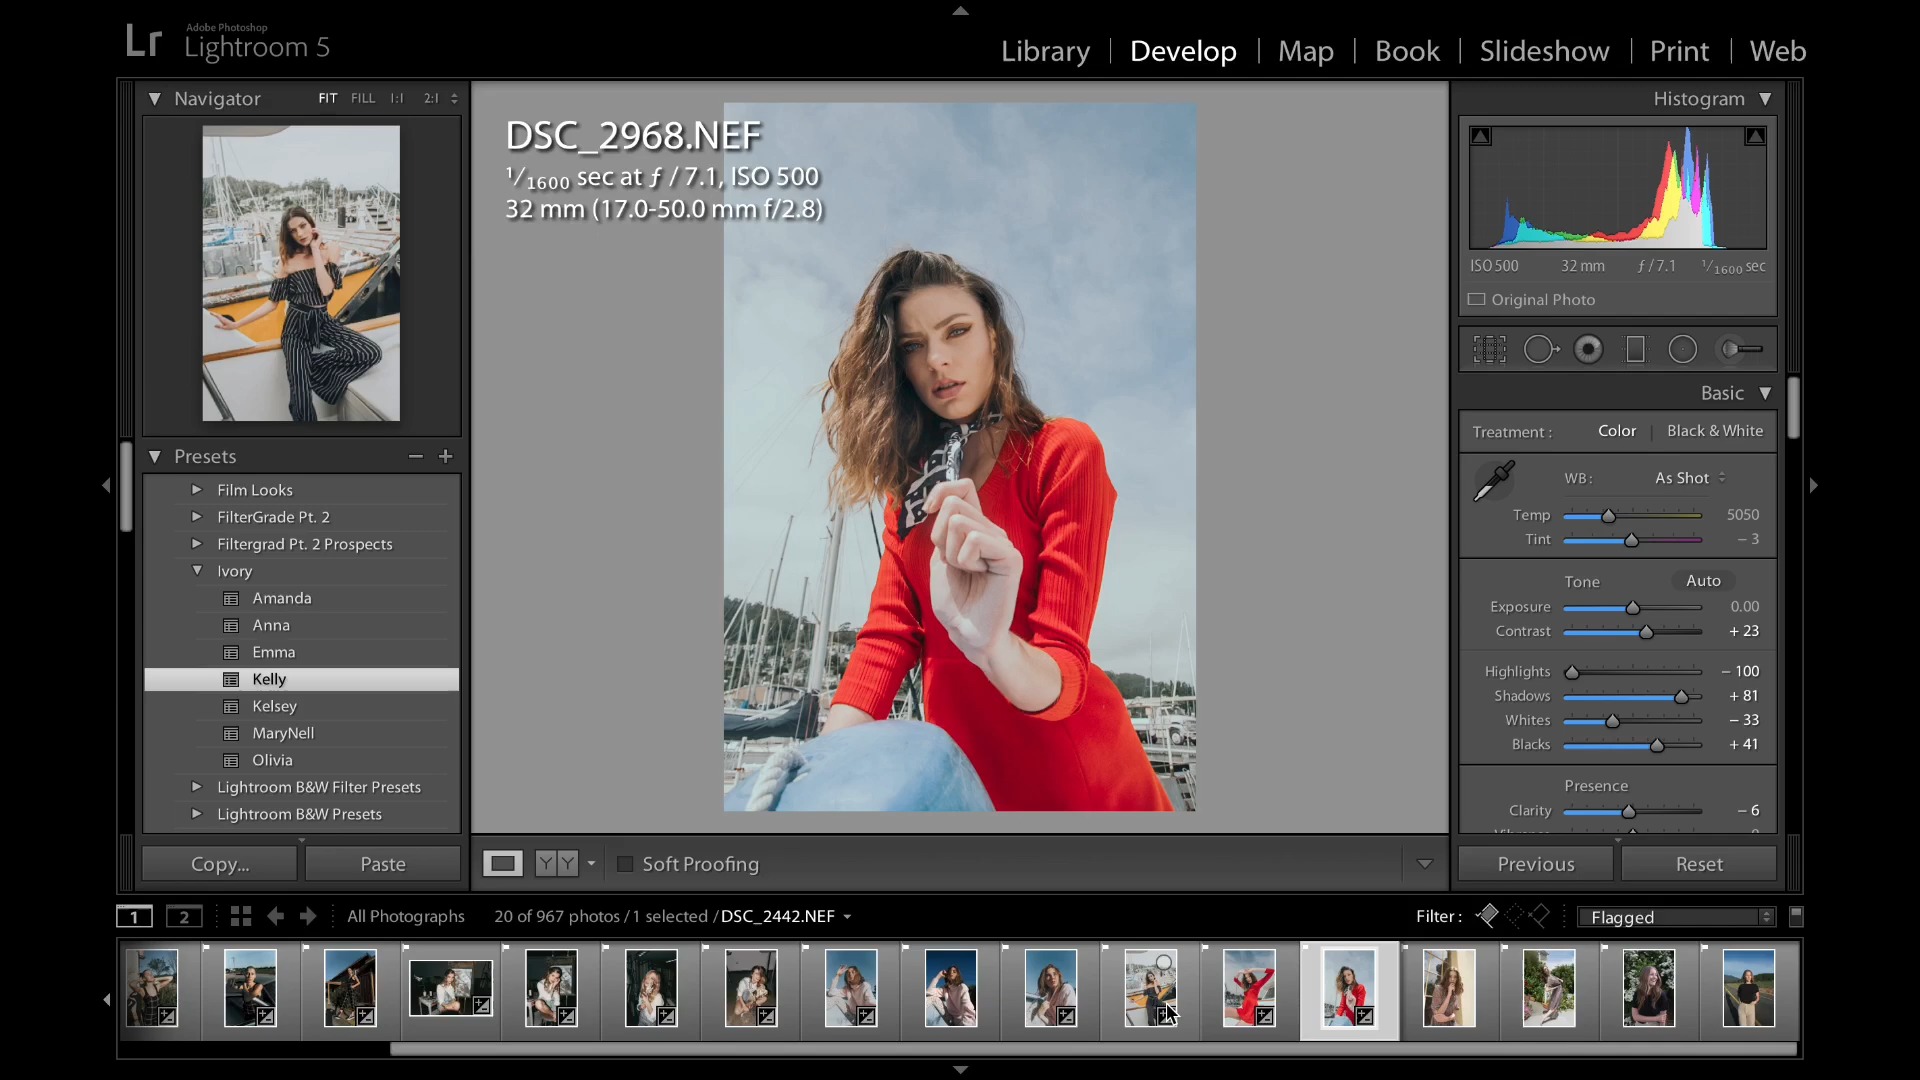 Lr Adobe Photoshop
Lightroom 5
Library | Develop | Map | Book | Slideshow | Print | Web
Navigator FIT FILL 1:1 2:1
Presets
Film Looks
FilterGrade Pt. 2
Filtergrad Pt. 2 Prospects
Ivory
Amanda
Anna
Emma
Kelly
Kelsey
MaryNell
Olivia
Lightroom B&W Filter Presets
Lightroom B&W Presets
Copy... Paste
DSC_2968.NEF
1/1600 sec at ƒ / 7.1, ISO 500
32 mm (17.0-50.0 mm f/2.8)
YY Soft Proofing
Histogram
ISO 500 32 mm ƒ / 7.1 1/1600 sec
Original Photo
Basic
Treatment : Color | Black & White
WB : As Shot
Temp 5050
Tint – 3
Tone Auto
Exposure 0.00
Contrast + 23
Highlights – 100
Shadows + 81
Whites – 33
Blacks + 41
Presence
Clarity – 6
Previous Reset
1 2 All Photographs 20 of 967 photos / 1 selected / DSC_2442.NEF Filter : Flagged